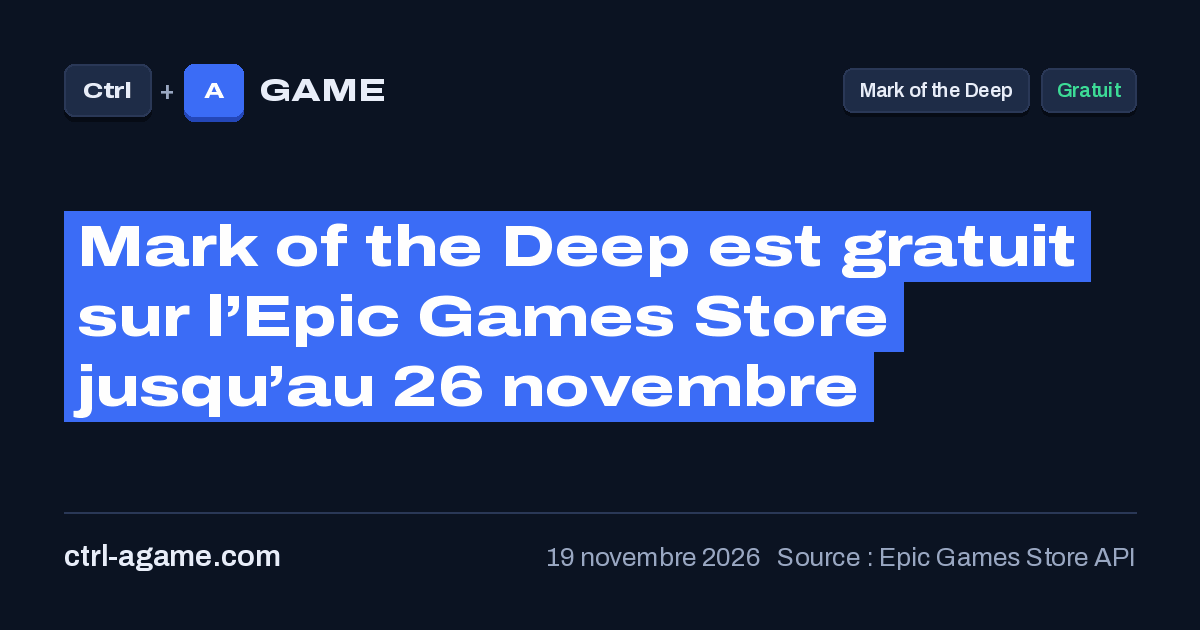 Ctrl + A GAME
Mark of the Deep
Gratuit
Mark of the Deep est gratuit
sur l’Epic Games Store
jusqu’au 26 novembre
ctrl-agame.com
19 novembre 2026 Source : Epic Games Store API